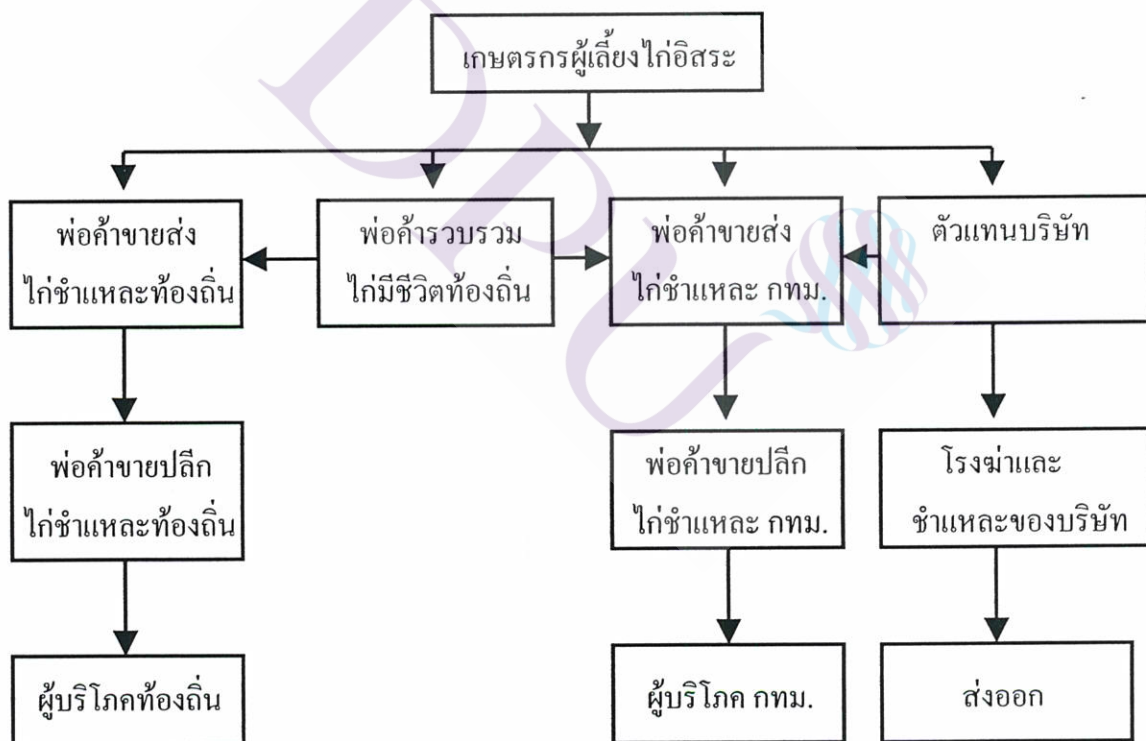 เกษตรกรผู้เลี้ยงไก่อิสระ
พ่อค้าขายส่ง
ไก่ชำแหละท้องถิ่น
พ่อค้ารวบรวม
ไก่มีชีวิตท้องถิ่น
พ่อค้าขายส่ง
ไก่ชำแหละ กทม.
ตัวแทนบริษัท
พ่อค้าขายปลีก
ไก่ชำแหละท้องถิ่น
พ่อค้าขายปลีก
ไก่ชำแหละ กทม.
โรงฆ่าและ
ชำแหละของบริษัท
ผู้บริโภคท้องถิ่น
ผู้บริโภค กทม.
ส่งออก
DPU